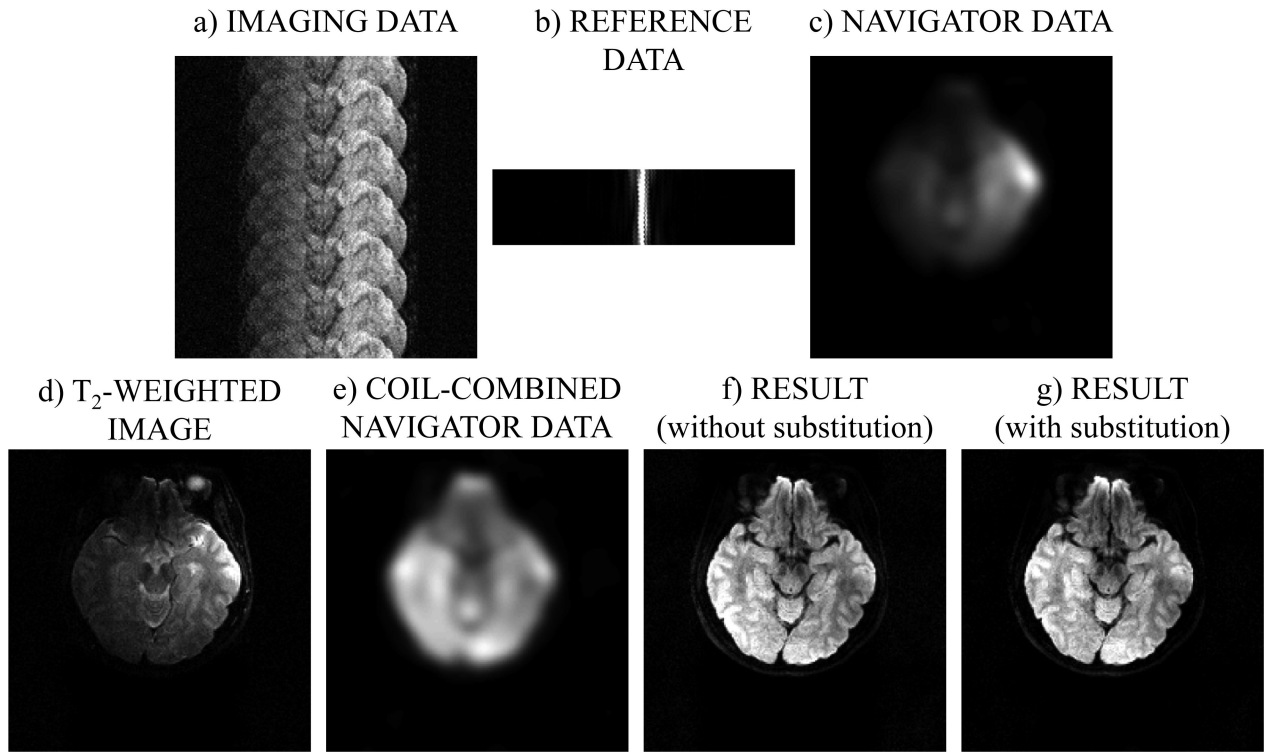 a) IMAGING DATA
b) REFERENCE
DATA
c) NAVIGATOR DATA
d) T₂-WEIGHTED
IMAGE
e) COIL-COMBINED
NAVIGATOR DATA
f) RESULT
(without substitution)
g) RESULT
(with substitution)